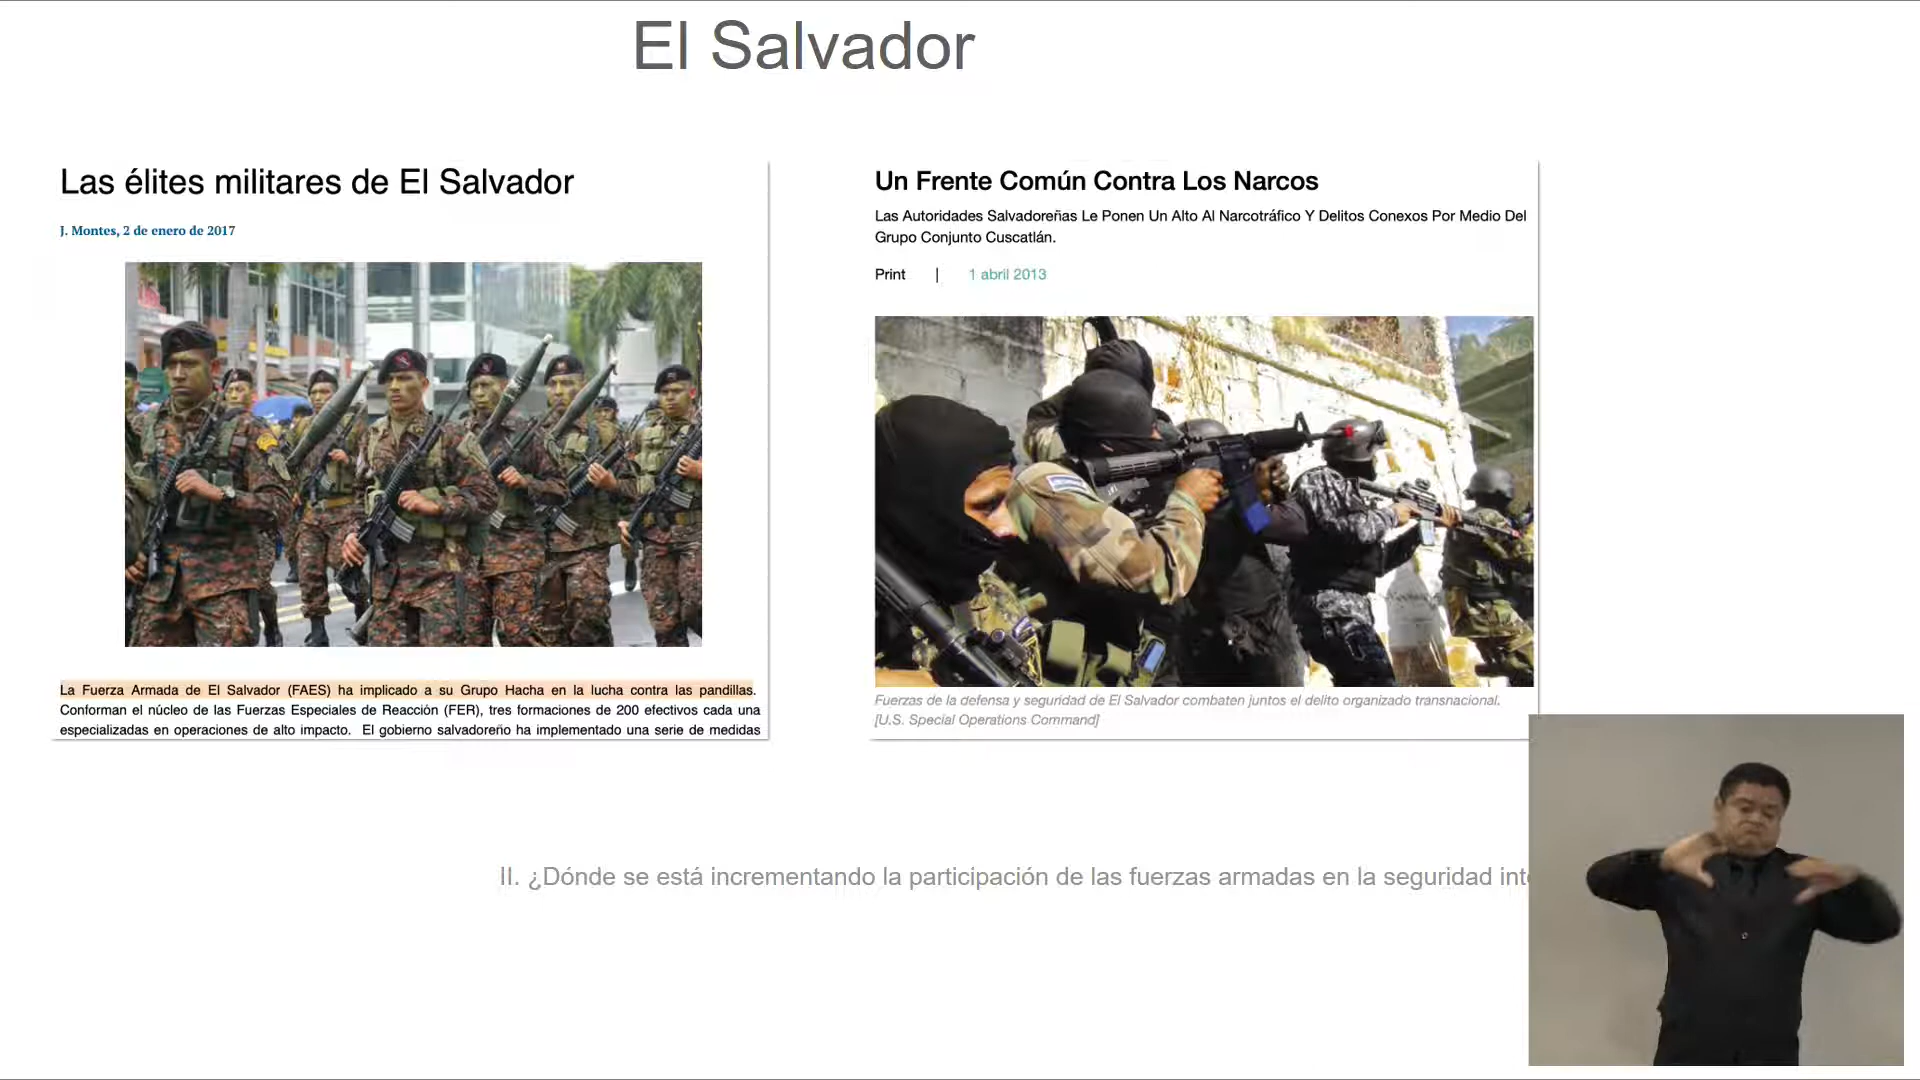 El Salvador
Las élites militares de El Salvador
J. Montes, 2 de enero de 2017
La Fuerza Armada de El Salvador (FAES) ha implicado a su Grupo Hacha en la lucha contra las pandillas.
Conforman el núcleo de las Fuerzas Especiales de Reacción (FER), tres formaciones de 200 efectivos cada una
especializadas en operaciones de alto impacto. El gobierno salvadoreño ha implementado una serie de medidas
Un Frente Común Contra Los Narcos
Las Autoridades Salvadoreñas Le Ponen Un Alto Al Narcotráfico Y Delitos Conexos Por Medio Del
Grupo Conjunto Cuscatlán.
Print | 1 abril 2013
Fuerzas de la defensa y seguridad de El Salvador combaten juntos el delito organizado transnacional.
[U.S. Special Operations Command]
II. ¿Dónde se está incrementando la participación de las fuerzas armadas en la seguridad